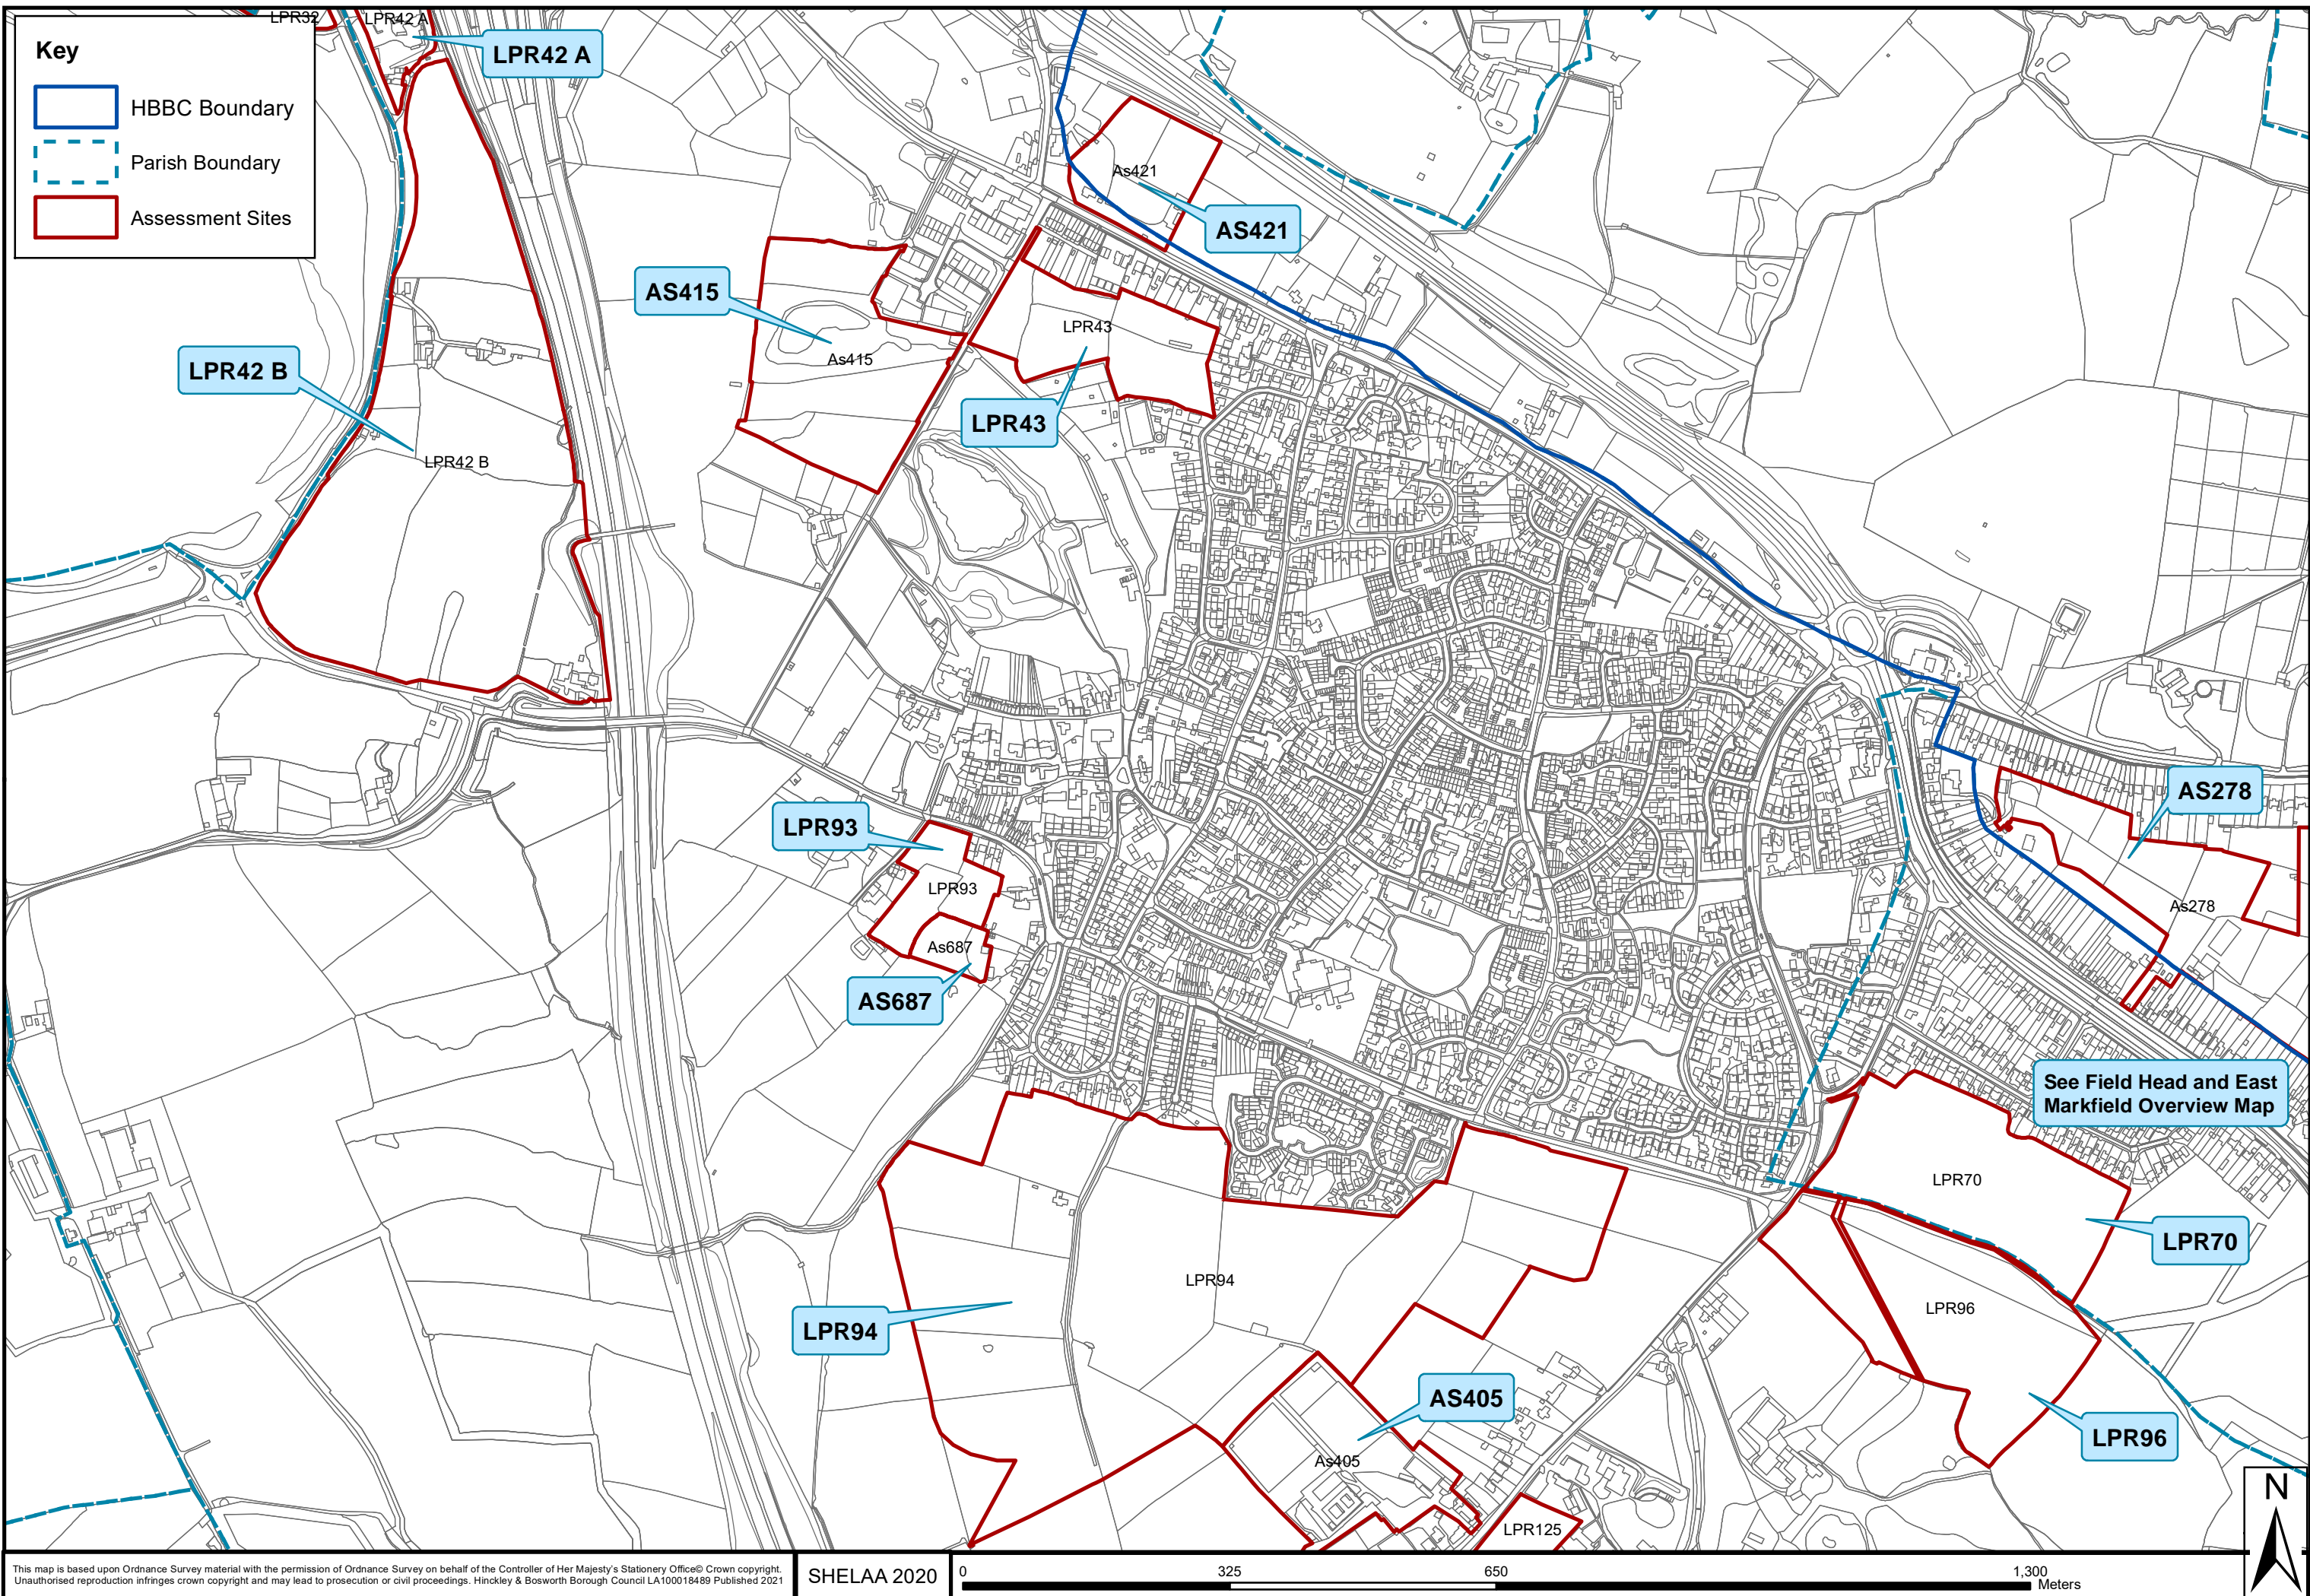 LPR32
LPR42 A
Key
HBBC Boundary
Parish Boundary
Assessment Sites
LPR42 A
As421
AS421
AS415
As415
LPR43
LPR43
LPR42 B
LPR42 B
AS278
As278
LPR93
LPR93
As687
AS687
See Field Head and East
Markfield Overview Map
LPR70
LPR70
LPR94
LPR94
LPR96
LPR96
AS405
As405
LPR125
N
This map is based upon Ordnance Survey material with the permission of Ordnance Survey on behalf of the Controller of Her Majesty's Stationery Office© Crown copyright.
Unauthorised reproduction infringes crown copyright and may lead to prosecution or civil proceedings. Hinckley & Bosworth Borough Council LA100018489 Published 2021
SHELAA 2020
0 325 650 1,300
Meters